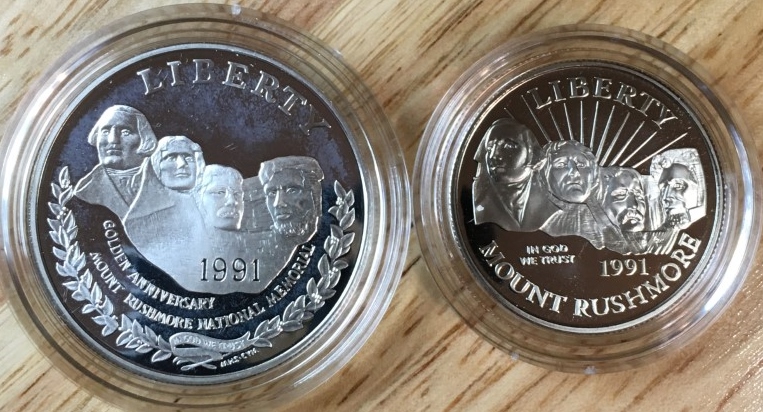 LIBERTY
1991
GOLDEN ANNIVERSARY
MOUNT RUSHMORE NATIONAL MEMORIAL
IN GOD WE TRUST
LIBERTY
IN GOD
WE TRUST
1991
MOUNT RUSHMORE